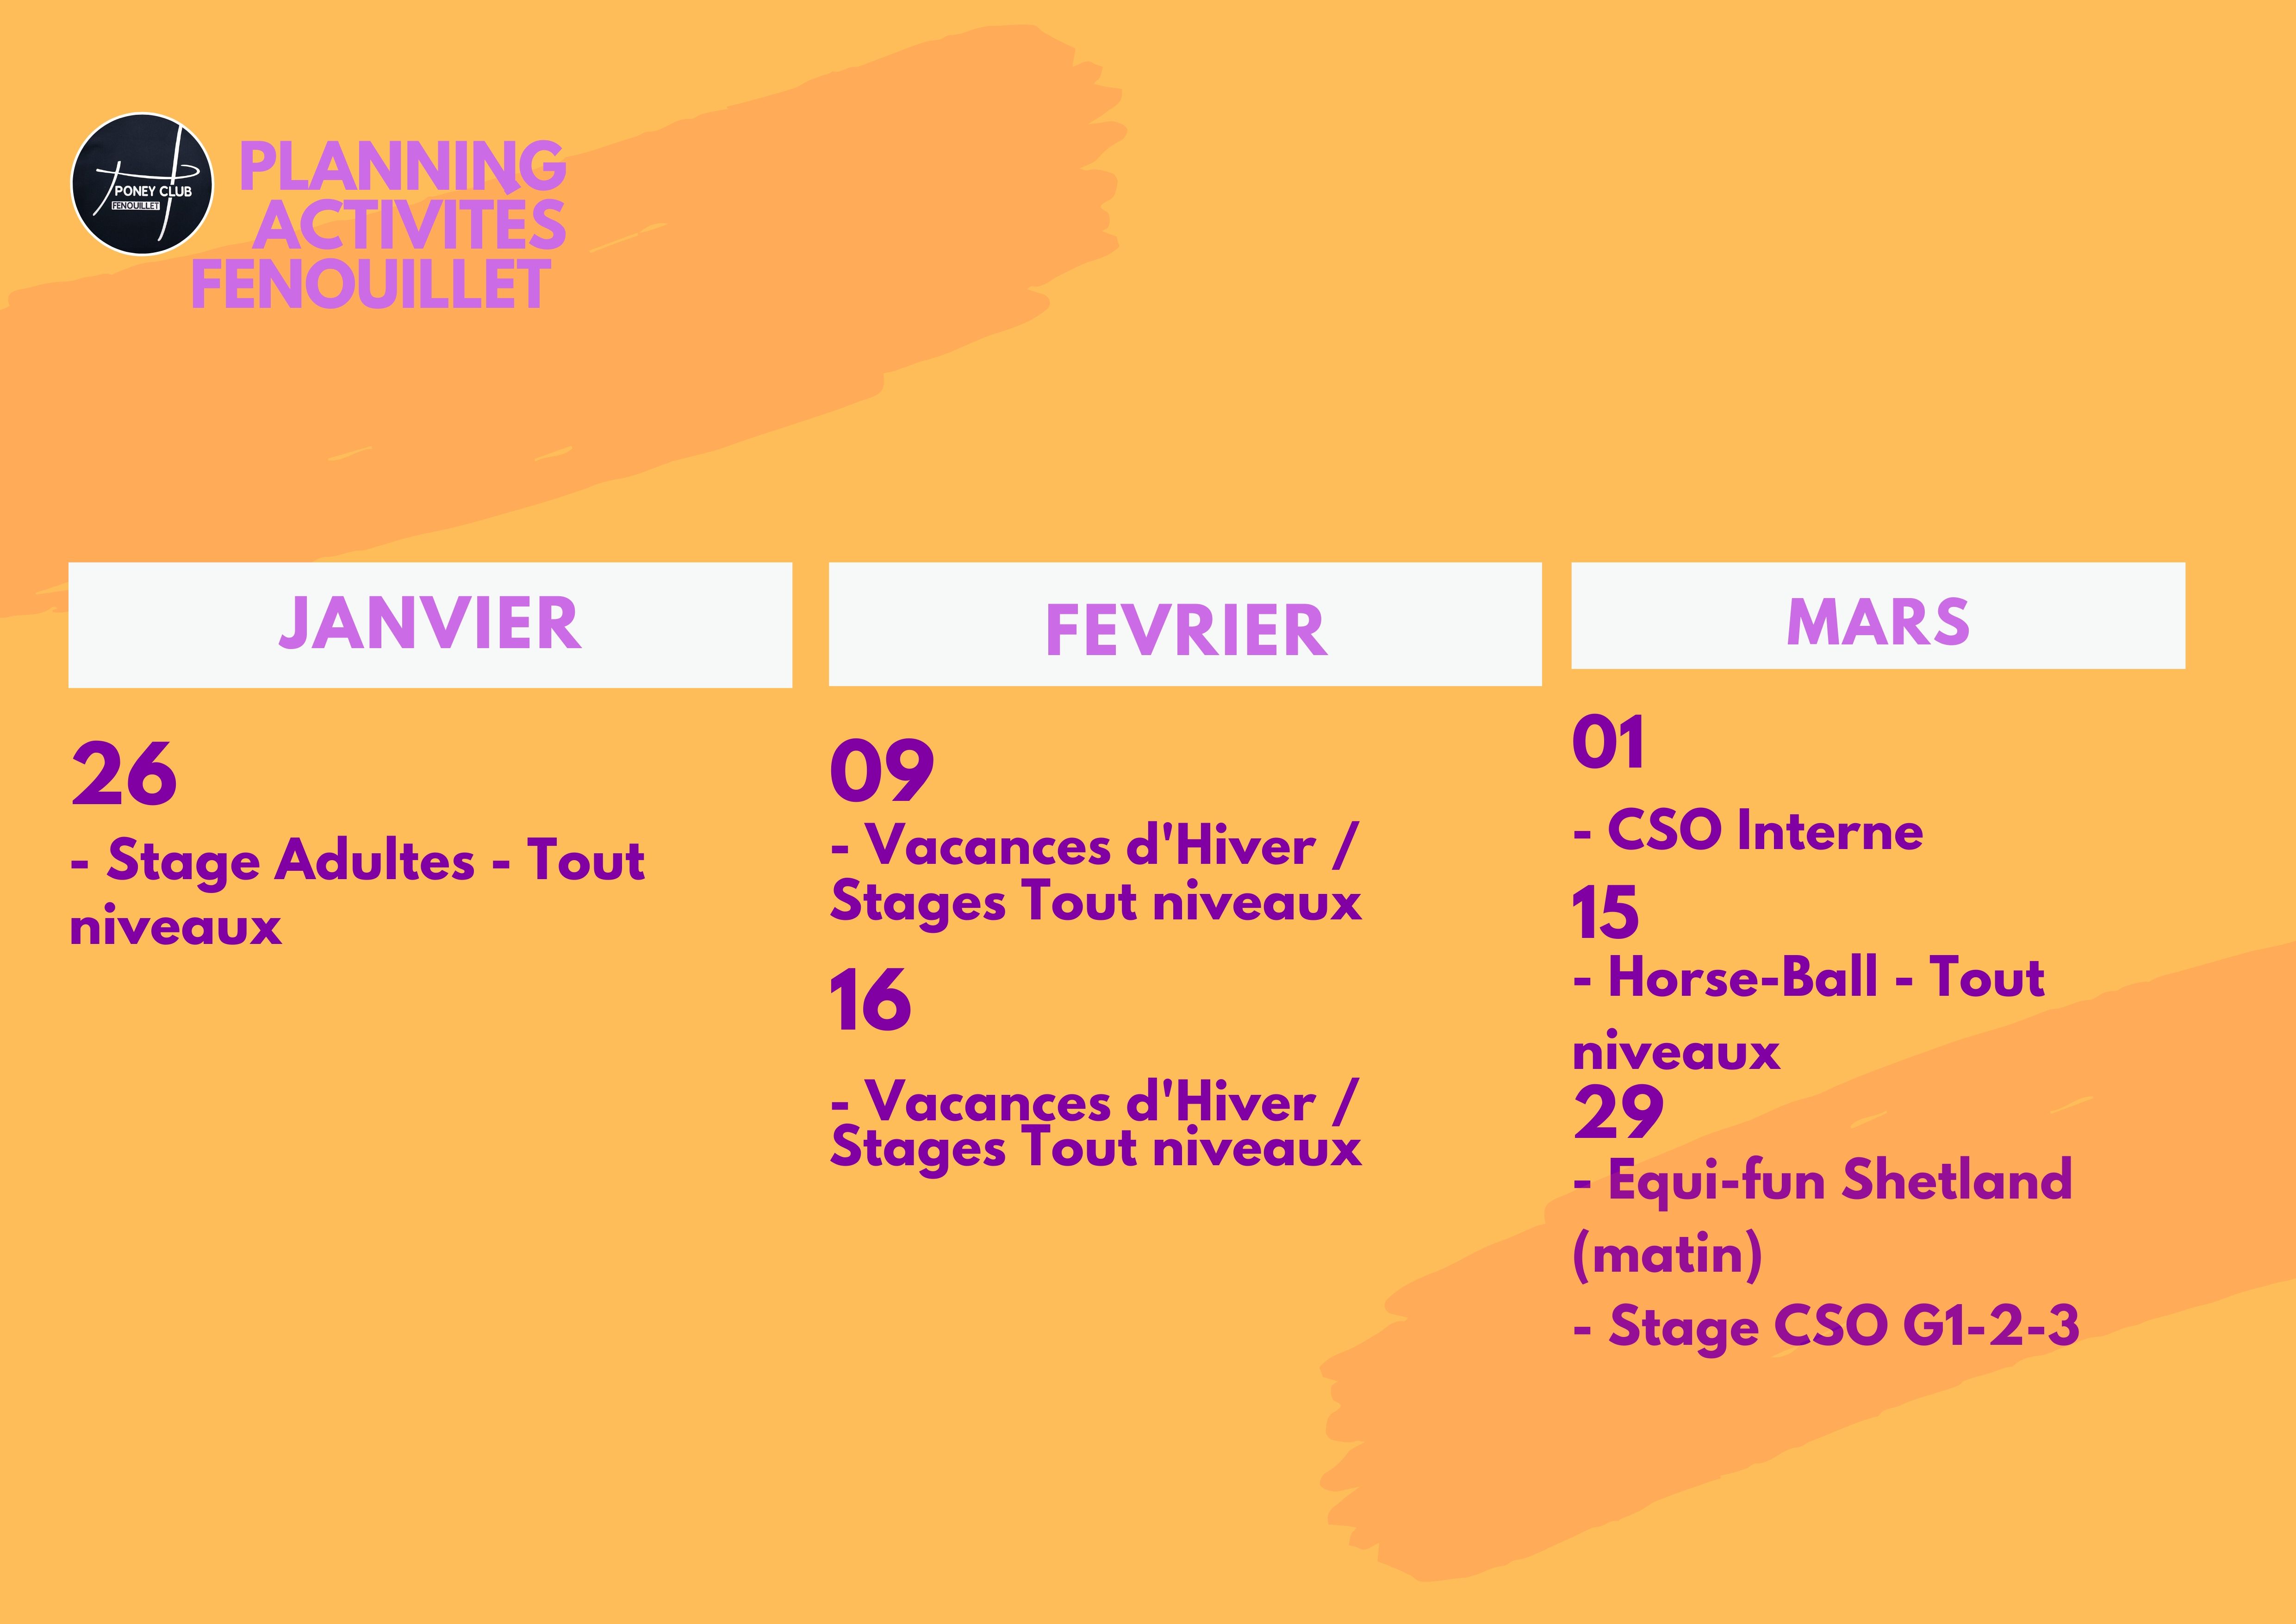 PONEY CLUB
FENOUILLET
PLANNING
ACTIVITÉS
FENOUILLET
JANVIER
26
- Stage Adultes - Tout
niveaux
FEVRIER
09
- Vacances d'Hiver /
Stages Tout niveaux
16
- Vacances d'Hiver /
Stages Tout niveaux
MARS
01
- CSO Interne
15
- Horse-Ball - Tout
niveaux
29
- Equi-fun Shetland
(matin)
- Stage CSO G1-2-3